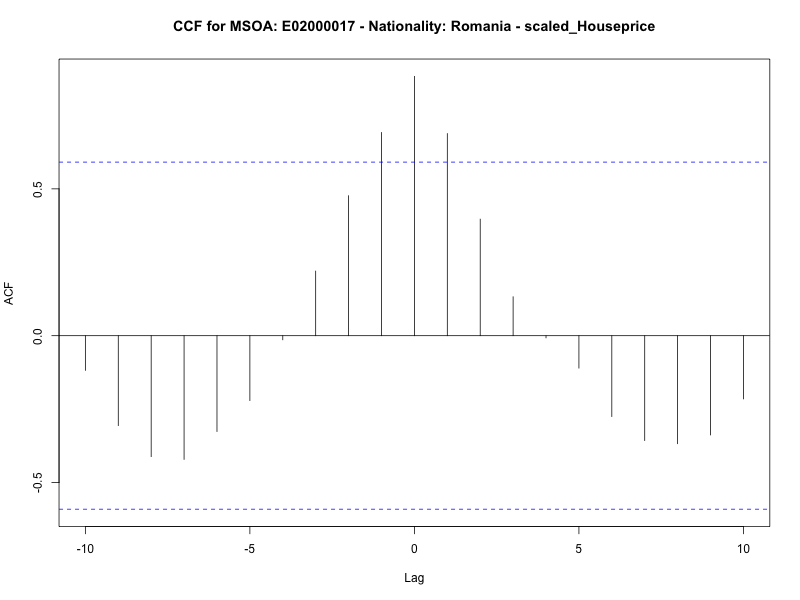 CCF for MSOA: E02000017 - Nationality: Romania - scaled_Houseprice
ACF
0.5
0.0
-0.5
-10 -5 0 5 10
Lag